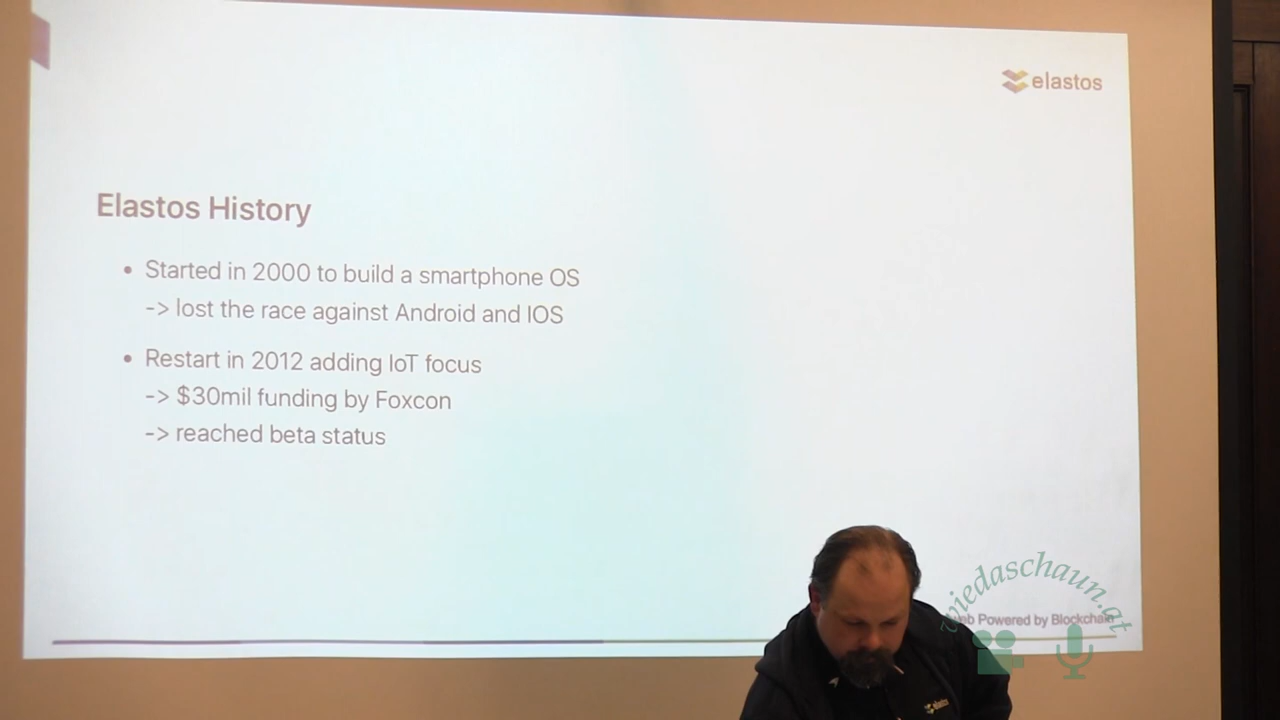 elastos
Elastos History
• Started in 2000 to build a smartphone OS
-> lost the race against Android and IOS
• Restart in 2012 adding IoT focus
-> $30mil funding by Foxcon
-> reached beta status
Powered by Blockchain
wiedaschaun.at
elastos